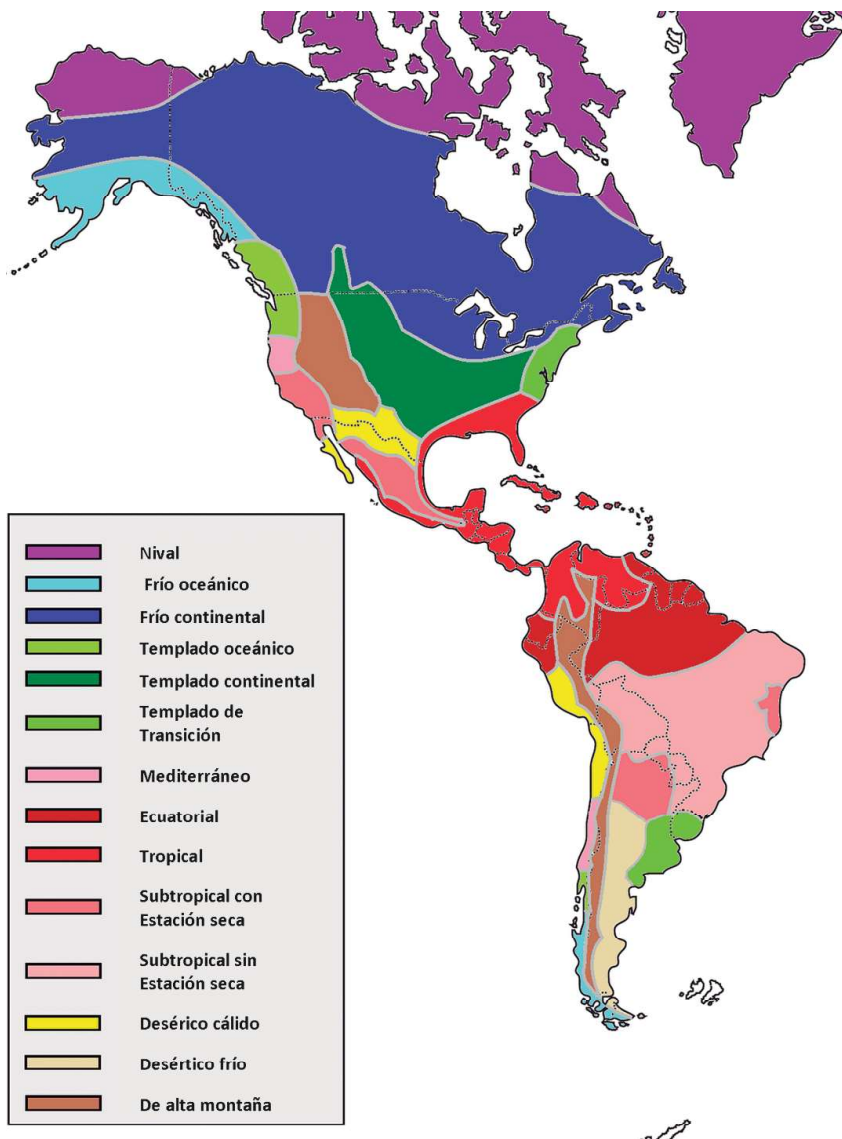 Nival
Frío oceánico
Frío continental
Templado oceánico
Templado continental
Templado de
Transición
Mediterráneo
Ecuatorial
Tropical
Subtropical con
Estación seca
Subtropical sin
Estación seca
Desérico cálido
Desértico frío
De alta montaña